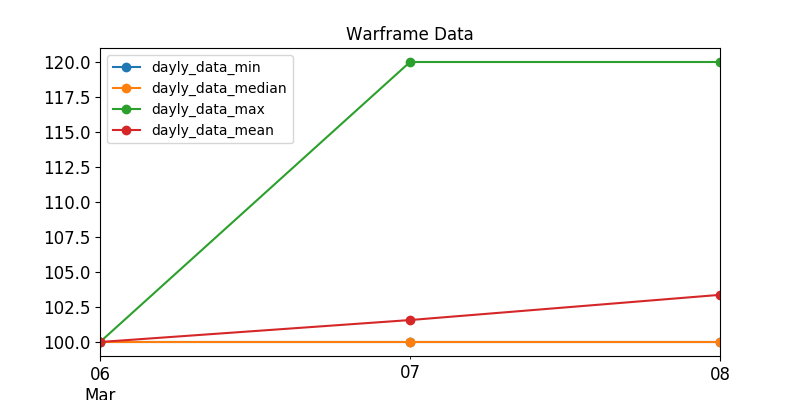 Warframe Data
dayly_data_min
dayly_data_median
dayly_data_max
dayly_data_mean
120.0
117.5
115.0
112.5
110.0
107.5
105.0
102.5
100.0
06 07 08
Mar